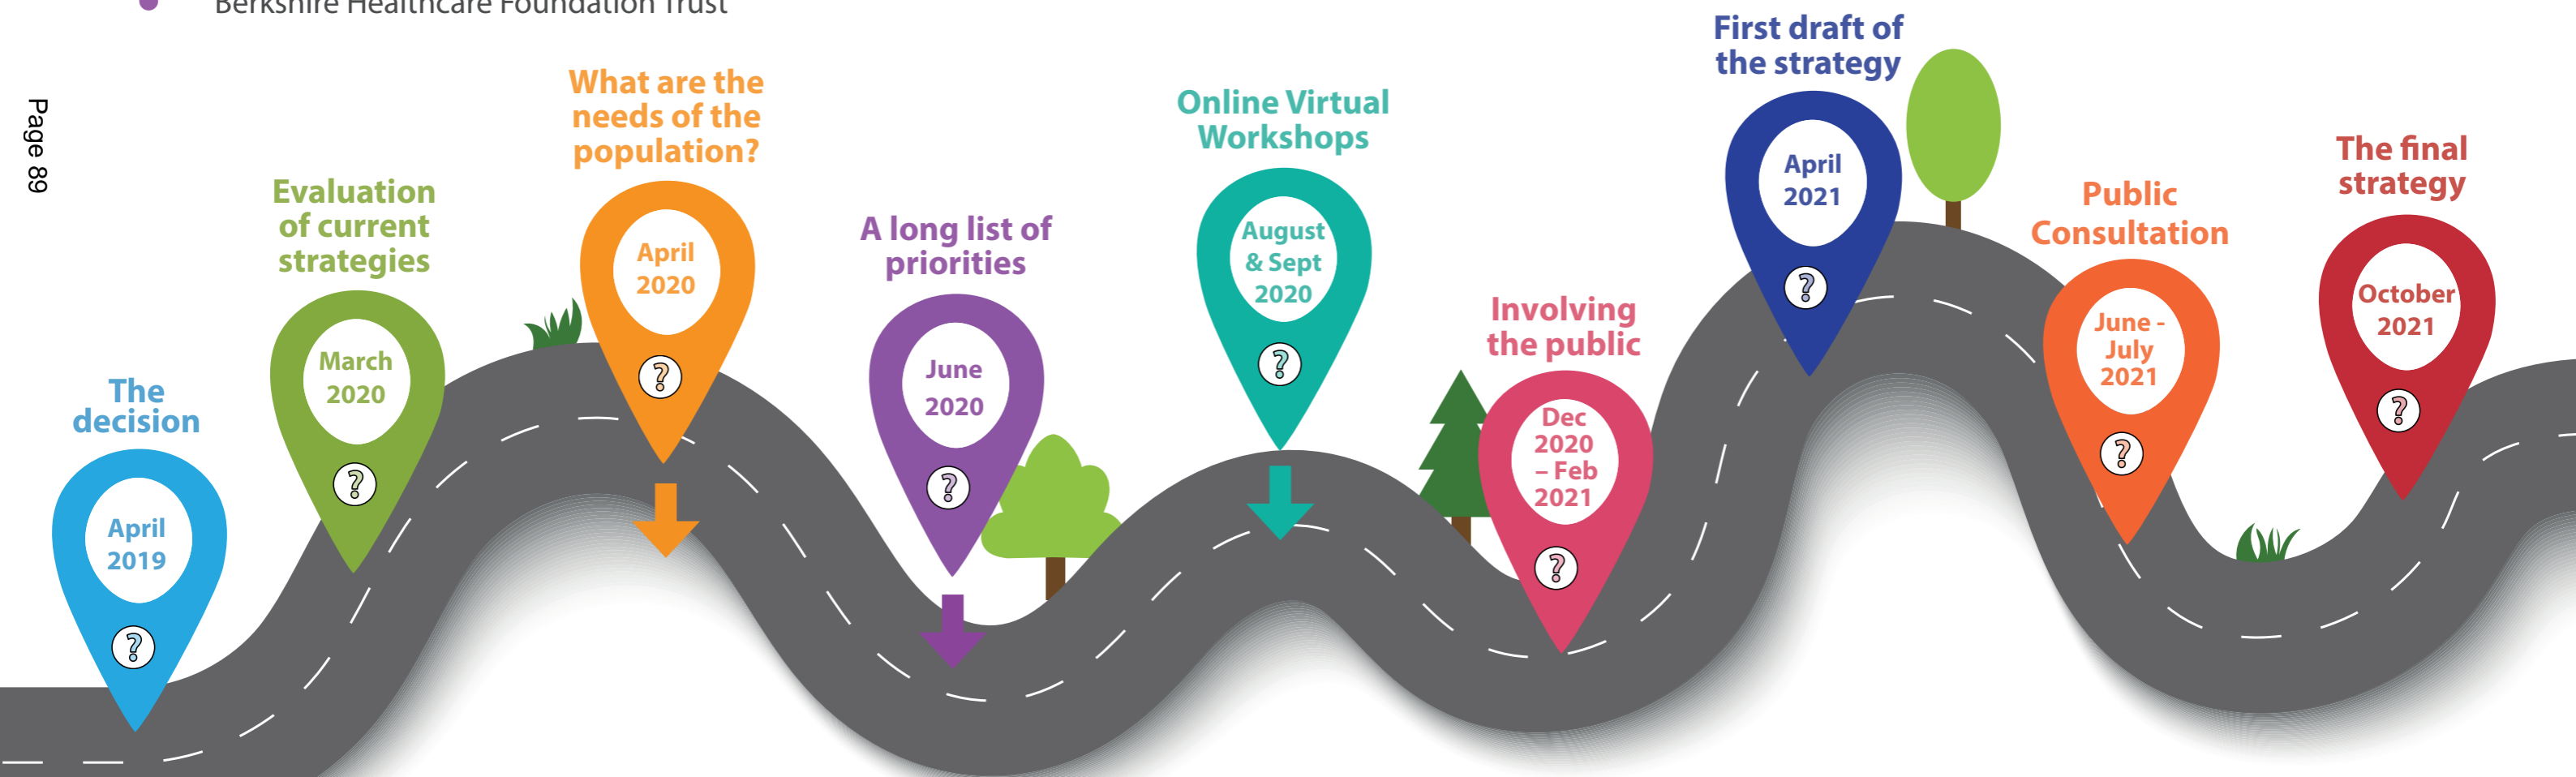 Berkshire Healthcare Foundation Trust
Page 89
The
decision
April
2019
?
Evaluation
of current
strategies
March
2020
?
What are the
needs of the
population?
April
2020
?
A long list of
priorities
June
2020
?
Online Virtual
Workshops
August
& Sept
2020
?
Involving
the public
Dec
2020
– Feb
2021
?
First draft of
the strategy
April
2021
?
Public
Consultation
June -
July
2021
?
The final
strategy
October
2021
?